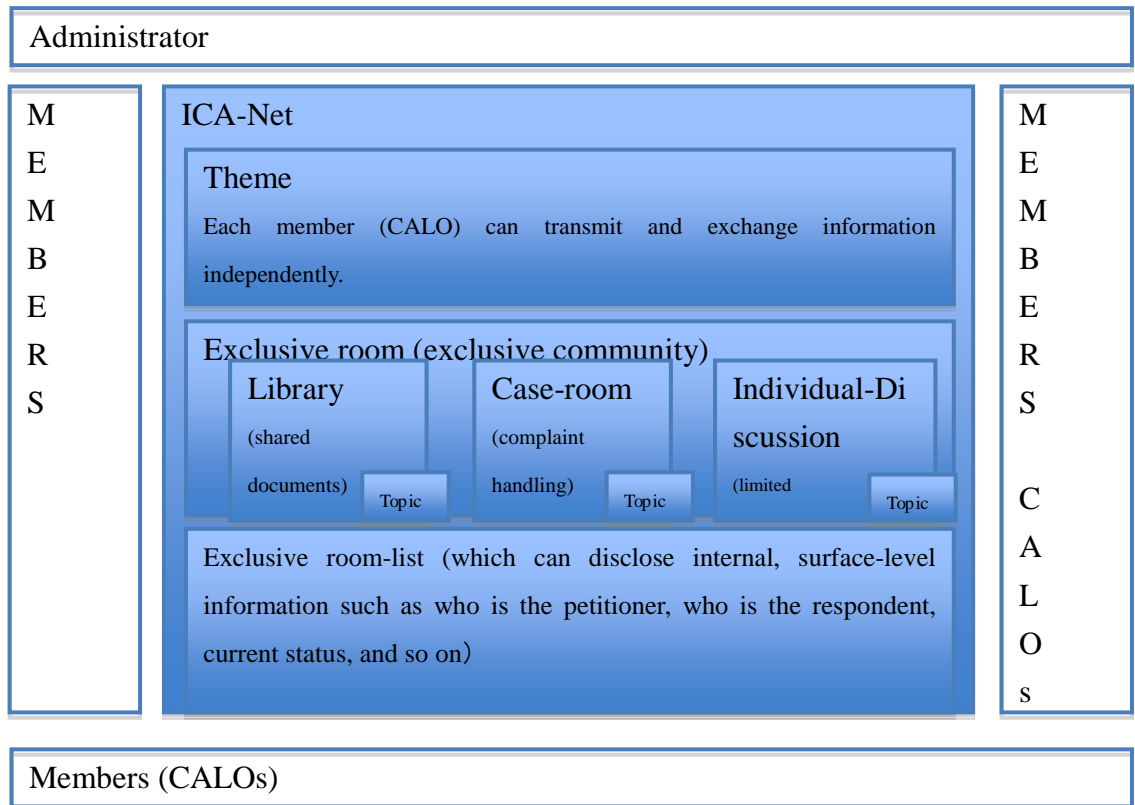 Administrator
M
E
M
B
E
R
S
ICA-Net
Theme
Each member (CALO) can transmit and exchange information
independently.
Exclusive room (exclusive community)
Library
(shared
documents)
Topic
Case-room
(complaint
handling)
Topic
Individual-Di
scussion
(limited
Topic
Exclusive room-list (which can disclose internal, surface-level
information such as who is the petitioner, who is the respondent,
current status, and so on）
M
E
M
B
E
R
S
C
A
L
O
s
Members (CALOs)